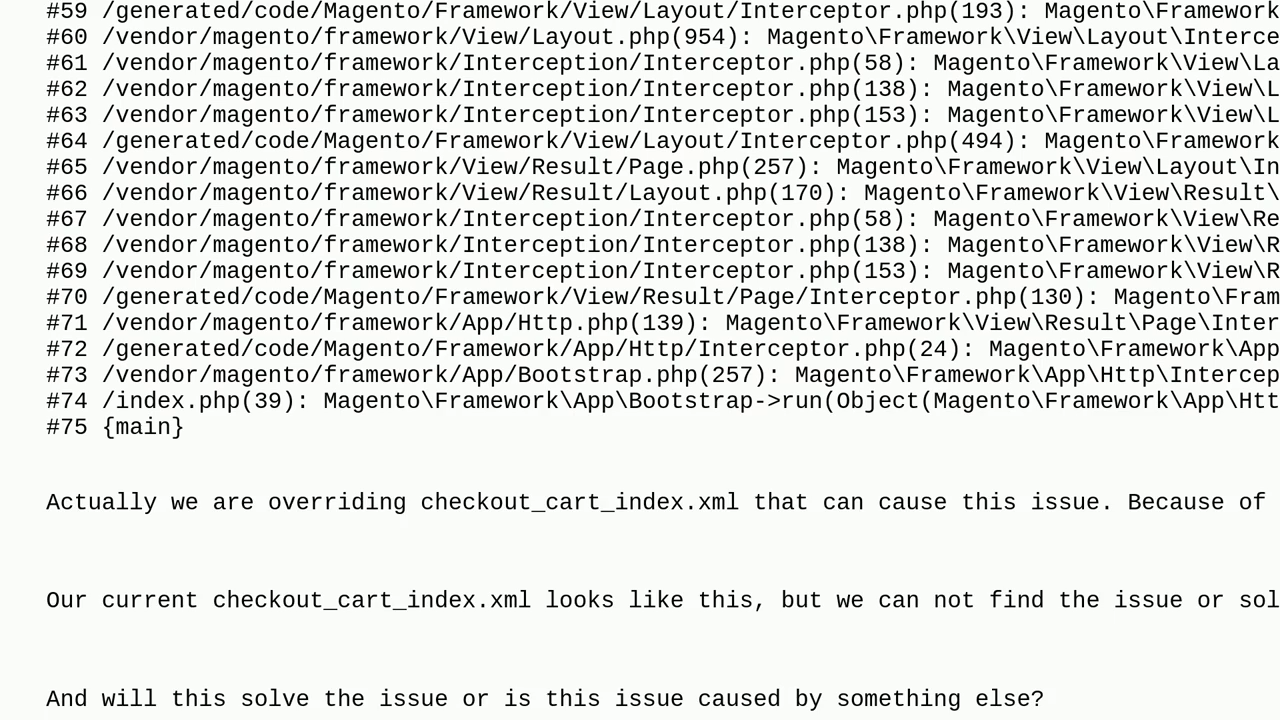 #59 /generated/code/Magento/Framework/View/Layout/Interceptor.php(193): Magento\Framework
#60 /vendor/magento/framework/View/Layout.php(954): Magento\Framework\View\Layout\Interce
#61 /vendor/magento/framework/Interception/Interceptor.php(58): Magento\Framework\View\La
#62 /vendor/magento/framework/Interception/Interceptor.php(138): Magento\Framework\View\L
#63 /vendor/magento/framework/Interception/Interceptor.php(153): Magento\Framework\View\L
#64 /generated/code/Magento/Framework/View/Layout/Interceptor.php(494): Magento\Framework
#65 /vendor/magento/framework/View/Result/Page.php(257): Magento\Framework\View\Layout\In
#66 /vendor/magento/framework/View/Result/Layout.php(170): Magento\Framework\View\Result\
#67 /vendor/magento/framework/Interception/Interceptor.php(58): Magento\Framework\View\Re
#68 /vendor/magento/framework/Interception/Interceptor.php(138): Magento\Framework\View\R
#69 /vendor/magento/framework/Interception/Interceptor.php(153): Magento\Framework\View\R
#70 /generated/code/Magento/Framework/View/Result/Page/Interceptor.php(130): Magento\Fram
#71 /vendor/magento/framework/App/Http.php(139): Magento\Framework\View\Result\Page\Inter
#72 /generated/code/Magento/Framework/App/Http/Interceptor.php(24): Magento\Framework\App
#73 /vendor/magento/framework/App/Bootstrap.php(257): Magento\Framework\App\Http\Intercep
#74 /index.php(39): Magento\Framework\App\Bootstrap->run(Object(Magento\Framework\App\Htt
#75 {main}
Actually we are overriding checkout_cart_index.xml that can cause this issue. Because of
Our current checkout_cart_index.xml looks like this, but we can not find the issue or sol
And will this solve the issue or is this issue caused by something else?